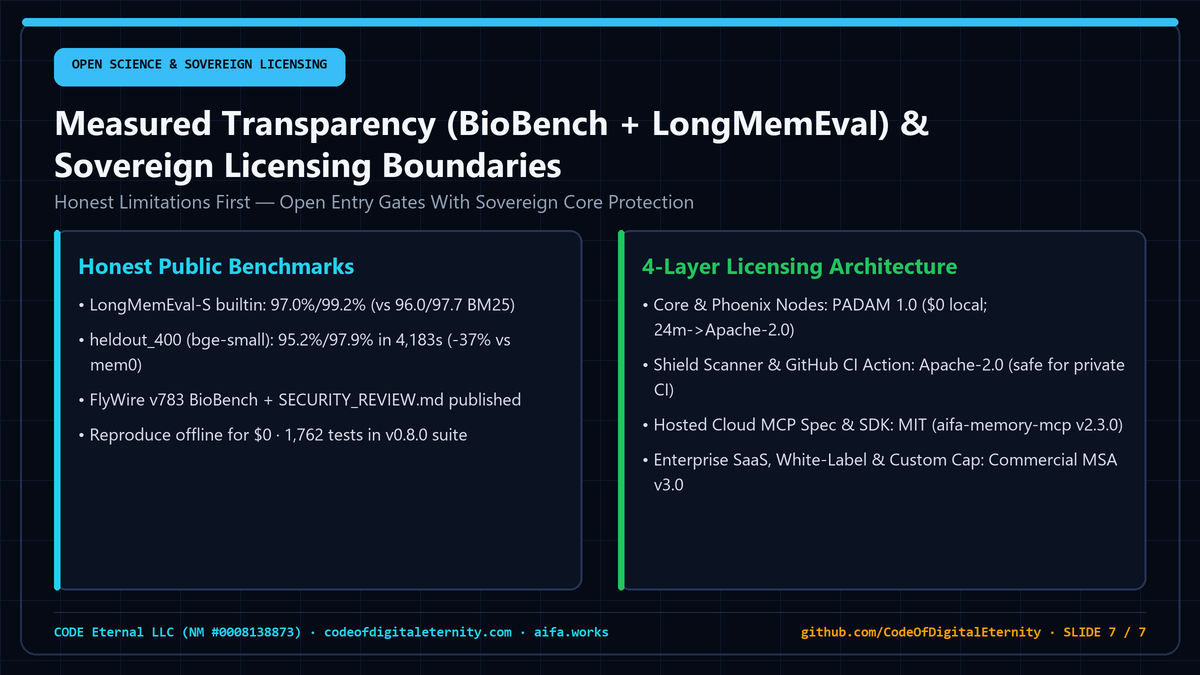 OPEN SCIENCE & SOVEREIGN LICENSING
Measured Transparency (BioBench + LongMemEval) &
Sovereign Licensing Boundaries
Honest Limitations First — Open Entry Gates With Sovereign Core Protection
Honest Public Benchmarks
• LongMemEval-S builtin: 97.0%/99.2% (vs 96.0/97.7 BM25)
• heldout_400 (bge-small): 95.2%/97.9% in 4,183s (-37% vs
mem0)
• FlyWire v783 BioBench + SECURITY_REVIEW.md published
• Reproduce offline for $0 · 1,762 tests in v0.8.0 suite
4-Layer Licensing Architecture
• Core & Phoenix Nodes: PADAM 1.0 ($0 local;
24m->Apache-2.0)
• Shield Scanner & GitHub CI Action: Apache-2.0 (safe for private
CI)
• Hosted Cloud MCP Spec & SDK: MIT (aifa-memory-mcp v2.3.0)
• Enterprise SaaS, White-Label & Custom Cap: Commercial MSA
v3.0
CODE Eternal LLC (NM #0008138873) · codeofdigitaleternity.com · aifa.works
github.com/CodeOfDigitalEternity · SLIDE 7 / 7